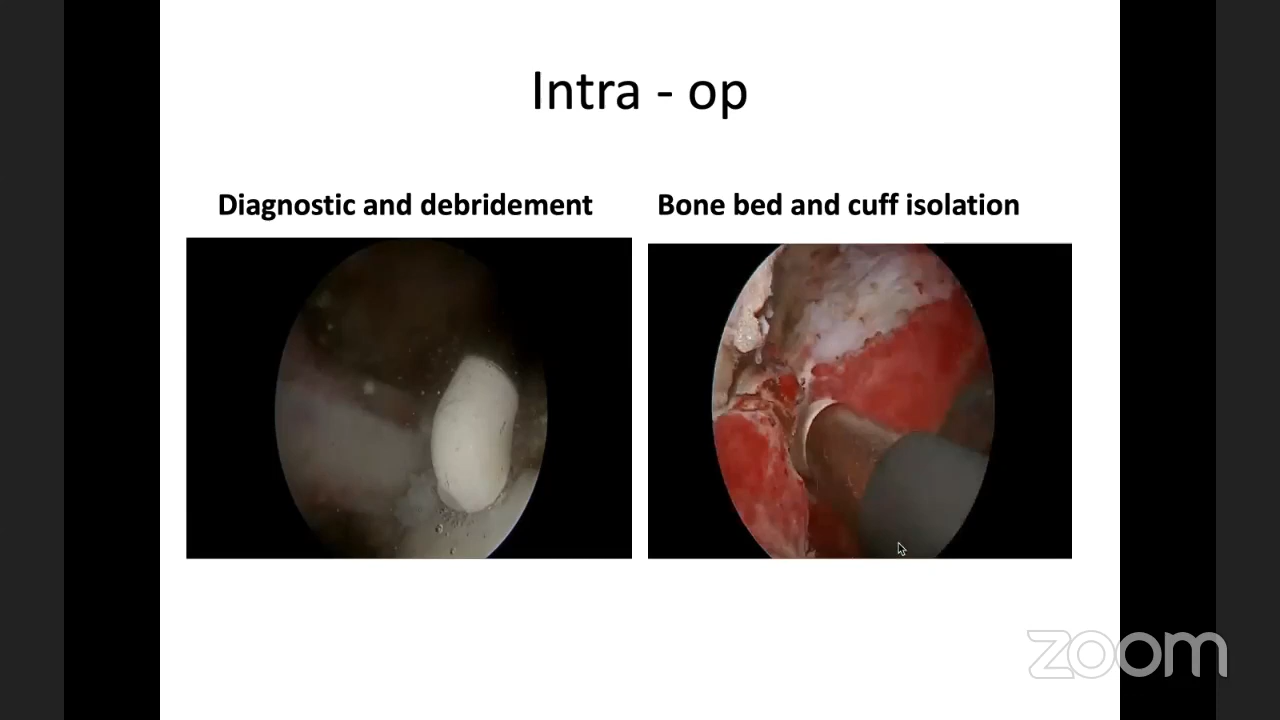 Intra - op
Diagnostic and debridement
Bone bed and cuff isolation
zoom